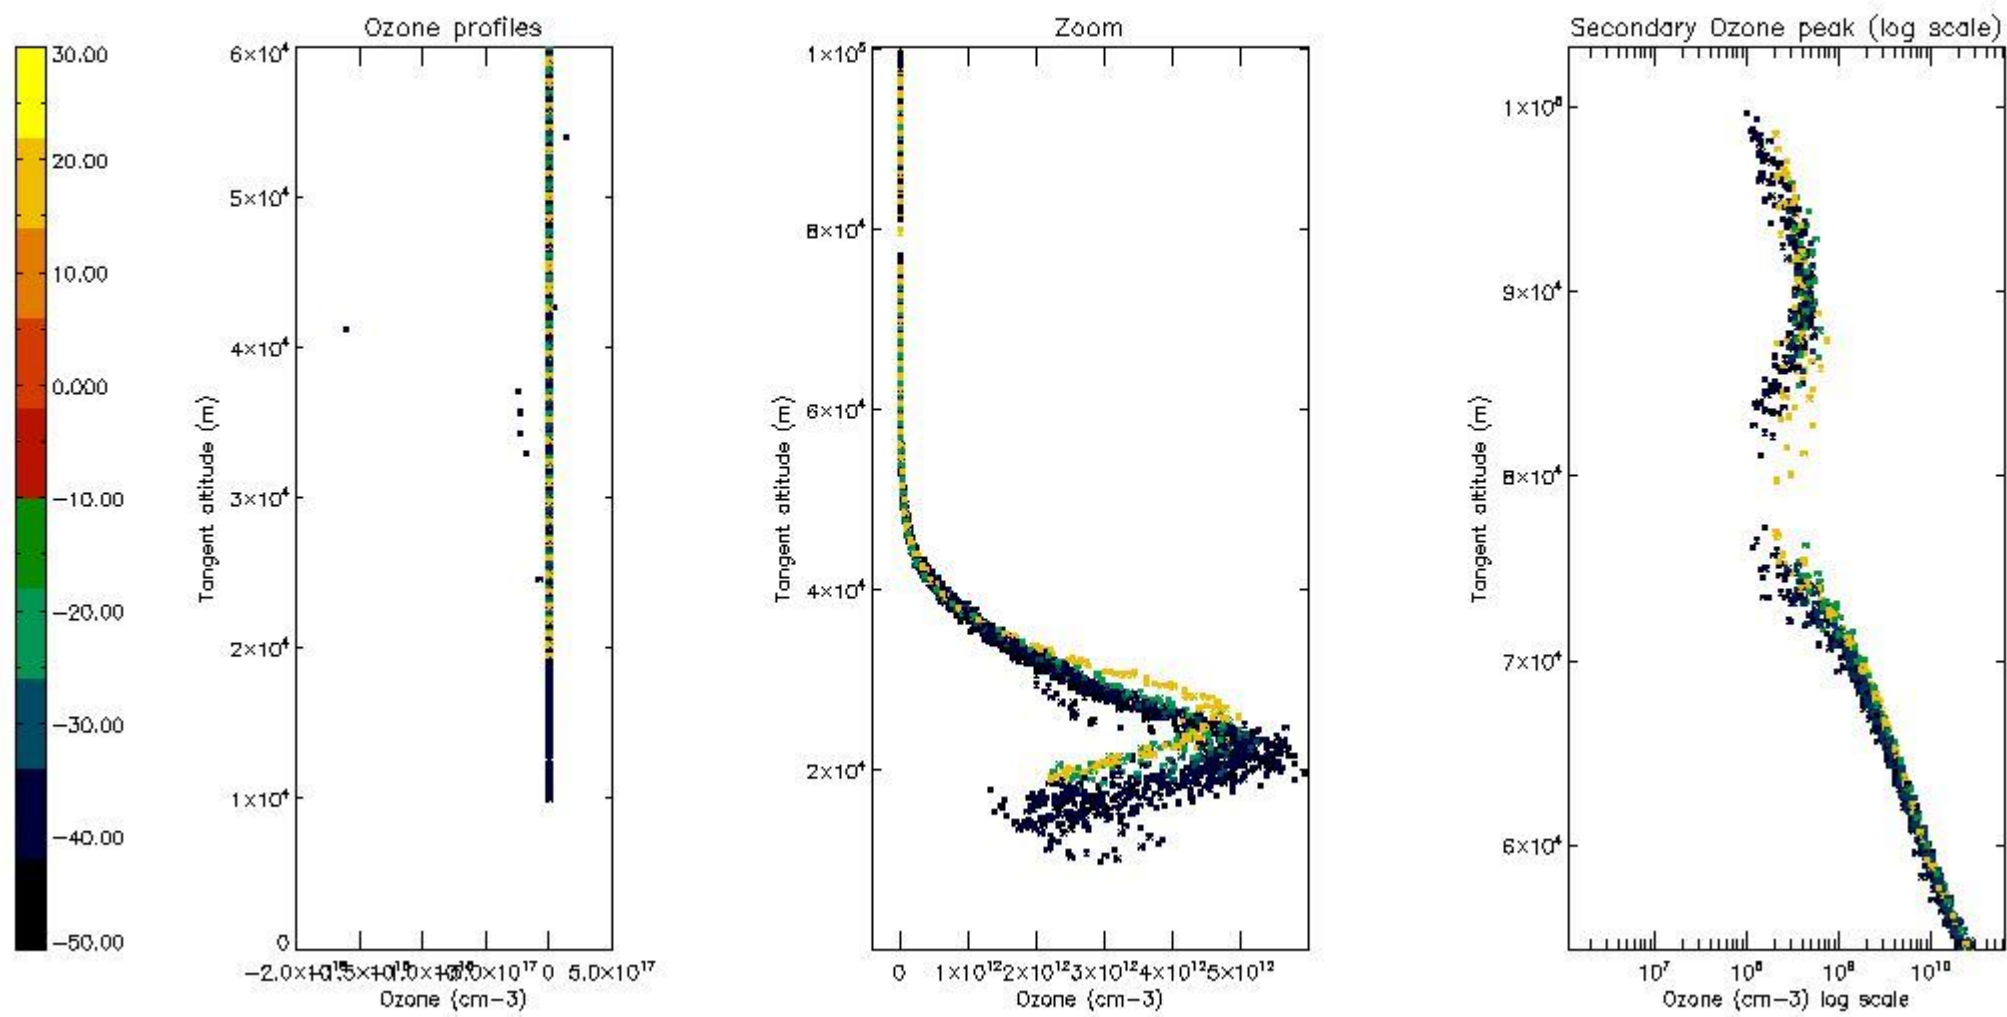 Ozone profiles
Zoom
Secondary Ozone peak (log scale)
30.00
20.00
10.00
0.000
−10.00
−20.00
−30.00
−40.00
−50.00
6×10⁴
5×10⁴
4×10⁴
3×10⁴
2×10⁴
1×10⁴
0
Tangent altitude (m)
0 5.0×10¹⁷
Ozone (cm−3)
1×10⁵
8×10⁴
6×10⁴
4×10⁴
2×10⁴
Tangent altitude (m)
0 1×10¹² 2×10¹² 3×10¹² 4×10¹² 5×10¹²
Ozone (cm−3)
9×10⁴
8×10⁴
7×10⁴
6×10⁴
Tangent altitude (m)
10⁷ 10⁸ 10⁹ 10¹⁰
Ozone (cm−3) log scale